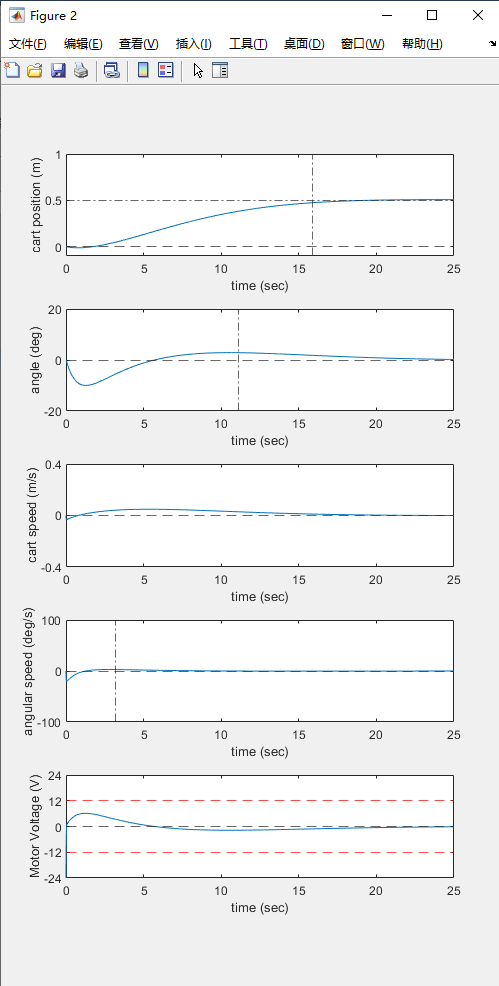 Figure 2
文件(F) 编辑(E) 查看(V) 插入(I) 工具(T) 桌面(D) 窗口(W) 帮助(H)
cart position (m)
1
0.5
0
0 5 10 15 20 25
time (sec)
angle (deg)
20
0
-20
0 5 10 15 20 25
time (sec)
cart speed (m/s)
0.4
0
-0.4
0 5 10 15 20 25
time (sec)
angular speed (deg/s)
100
0
-100
0 5 10 15 20 25
time (sec)
Motor Voltage (V)
24
12
0
-12
-24
0 5 10 15 20 25
time (sec)